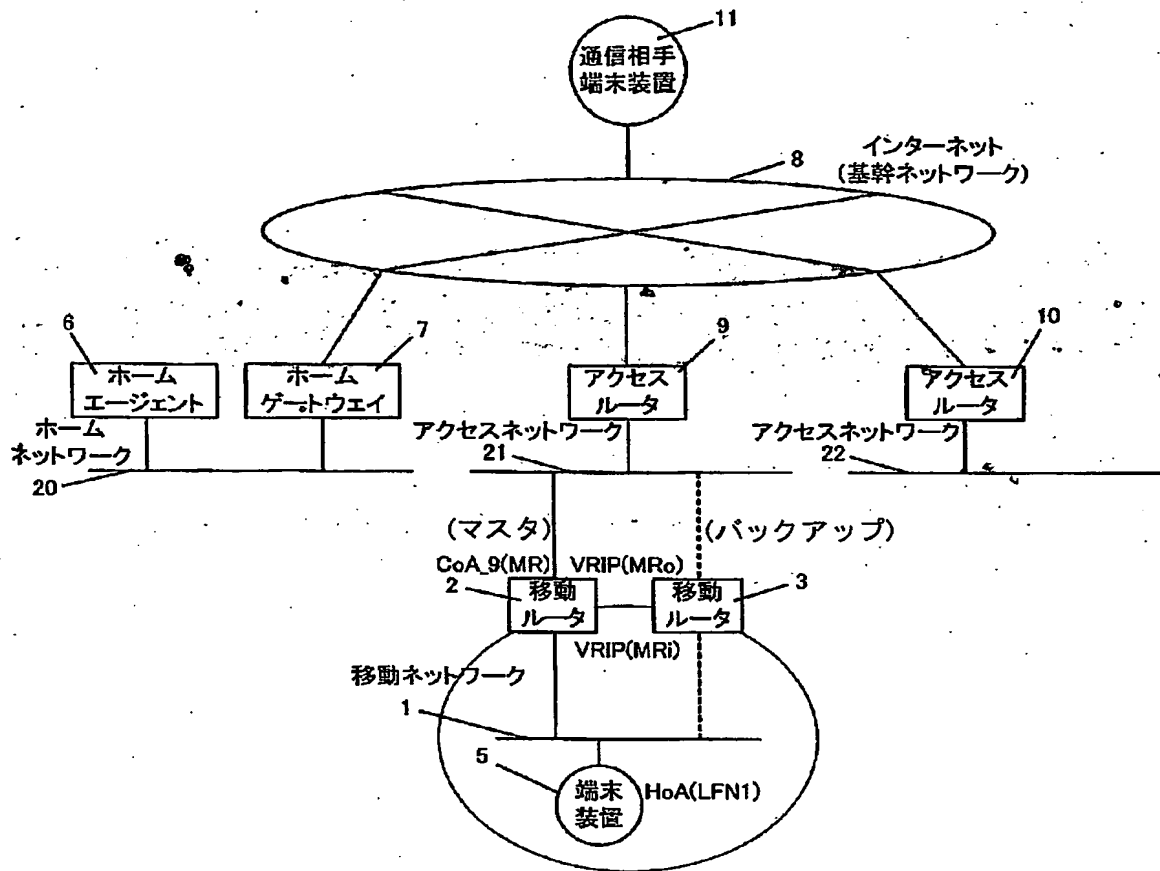 11
通信相手
端末装置
8
インターネット
(基幹ネットワーク)
6
7
9
10
ホーム
エージェント
ホーム
ゲートウェイ
アクセス
ルータ
アクセス
ルータ
ホーム
ネットワーク
20
アクセスネットワーク
21
アクセスネットワーク
22
(マスタ)
(バックアップ)
CoA_9(MR)
VRIP(MRo)
2
移動
ルータ
移動
ルータ
3
VRIP(MRi)
移動ネットワーク
1
5
端末
装置
HoA(LFN1)